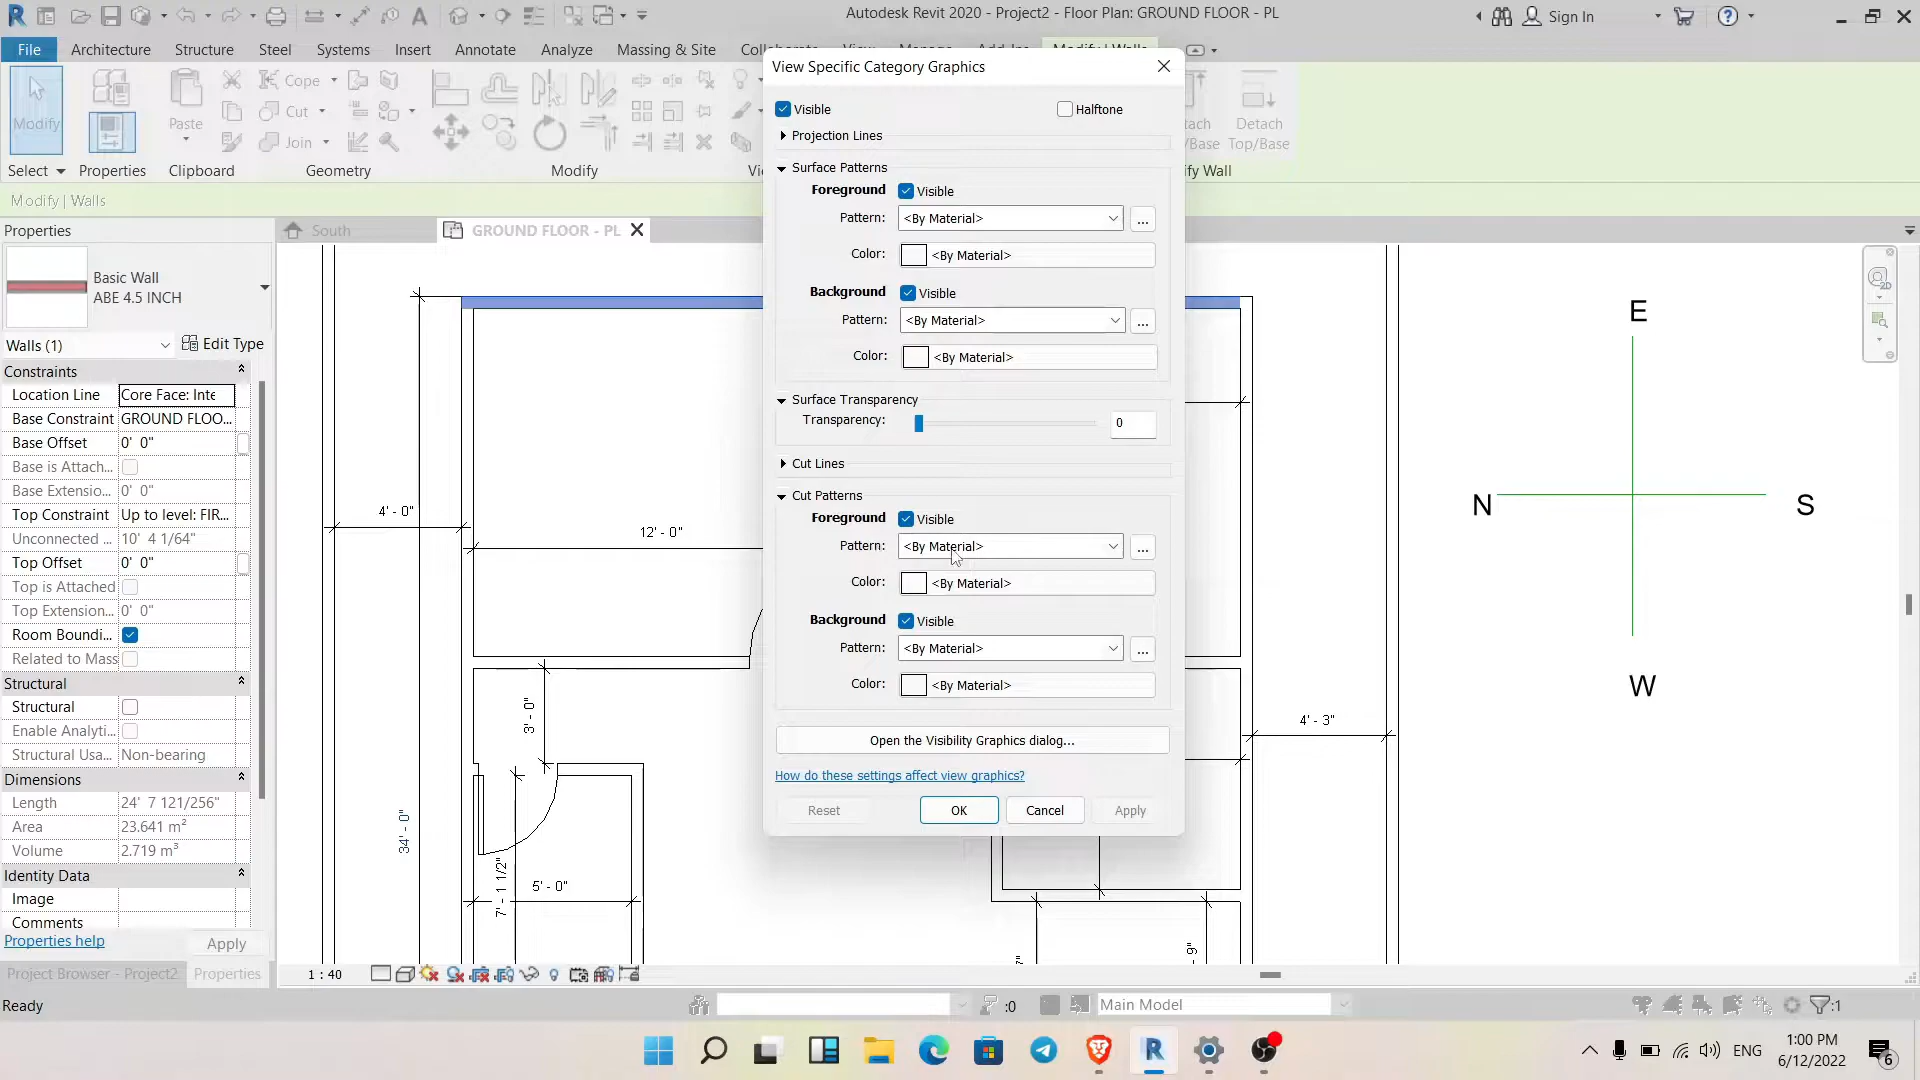 Autodesk Revit 2020 - Project2 - Floor Plan: GROUND FLOOR - PL
Sign In
File Architecture Structure Steel Systems Insert Annotate Analyze Massing & Site
Modify
Paste
Cope
Cut
Join
Detach
Top/Base
Select Properties Clipboard Geometry Modify
Modify | Walls
Properties
South
GROUND FLOOR - PL
Basic Wall
ABE 4.5 INCH
Walls (1)
Edit Type
Constraints
Location Line Core Face: Inte
Base Constraint GROUND FLOO...
Base Offset 0' 0"
Base is Attach...
Base Extensio... 0' 0"
Top Constraint Up to level: FIR...
Unconnected ... 10' 4 1/64"
Top Offset 0' 0"
Top is Attached
Top Extension... 0' 0"
Room Boundi...
Related to Mass
Structural
Structural
Enable Analyti...
Structural Usa... Non-bearing
Dimensions
Length 24' 7 121/256"
Area 23.641 m²
Volume 2.719 m³
Identity Data
Image
Comments
Properties help
Apply
Project Browser - Project2 Properties
View Specific Category Graphics
Visible
Halftone
Projection Lines
Surface Patterns
Foreground Visible
Pattern: <By Material> ...
Color: <By Material>
Background Visible
Pattern: <By Material> ...
Color: <By Material>
Surface Transparency
Transparency: 0
Cut Lines
Cut Patterns
Foreground Visible
Pattern: <By Material> ...
Color: <By Material>
Background Visible
Pattern: <By Material> ...
Color: <By Material>
Open the Visibility Graphics dialog...
How do these settings affect view graphics?
Reset OK Cancel Apply
4' - 0"
12' - 0"
3' - 0"
34' - 0"
7' - 1 1/2"
5' - 0"
4' - 3"
E
N
S
W
2D
1 : 40
Ready
:0
Main Model
:1
ENG
1:00 PM
6/12/2022
6